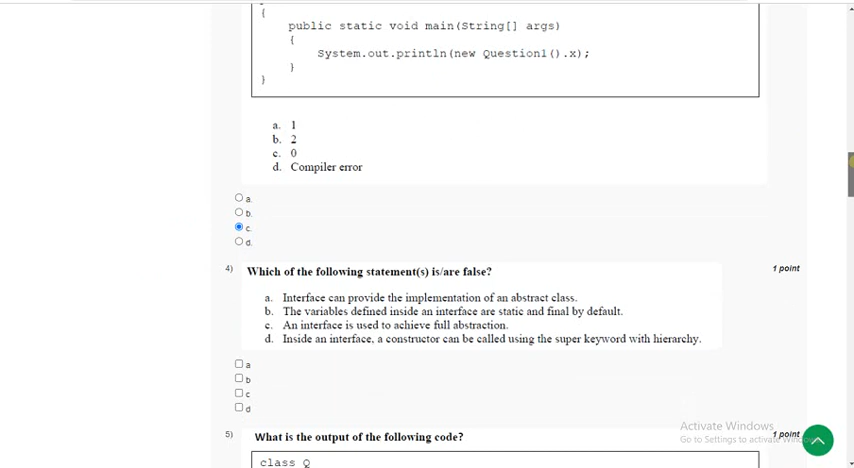 {
public static void main(String[] args)
{
System.out.println(new Question1().x);
}
}
a. 1
b. 2
c. 0
d. Compiler error
a.
b.
c.
d.
4) Which of the following statement(s) is/are false? 1 point
a. Interface can provide the implementation of an abstract class.
b. The variables defined inside an interface are static and final by default.
c. An interface is used to achieve full abstraction.
d. Inside an interface, a constructor can be called using the super keyword with hierarchy.
a
b
c
d
Activate Windows
Go to Settings to activate Windows
5) What is the output of the following code? 1 point
class Q